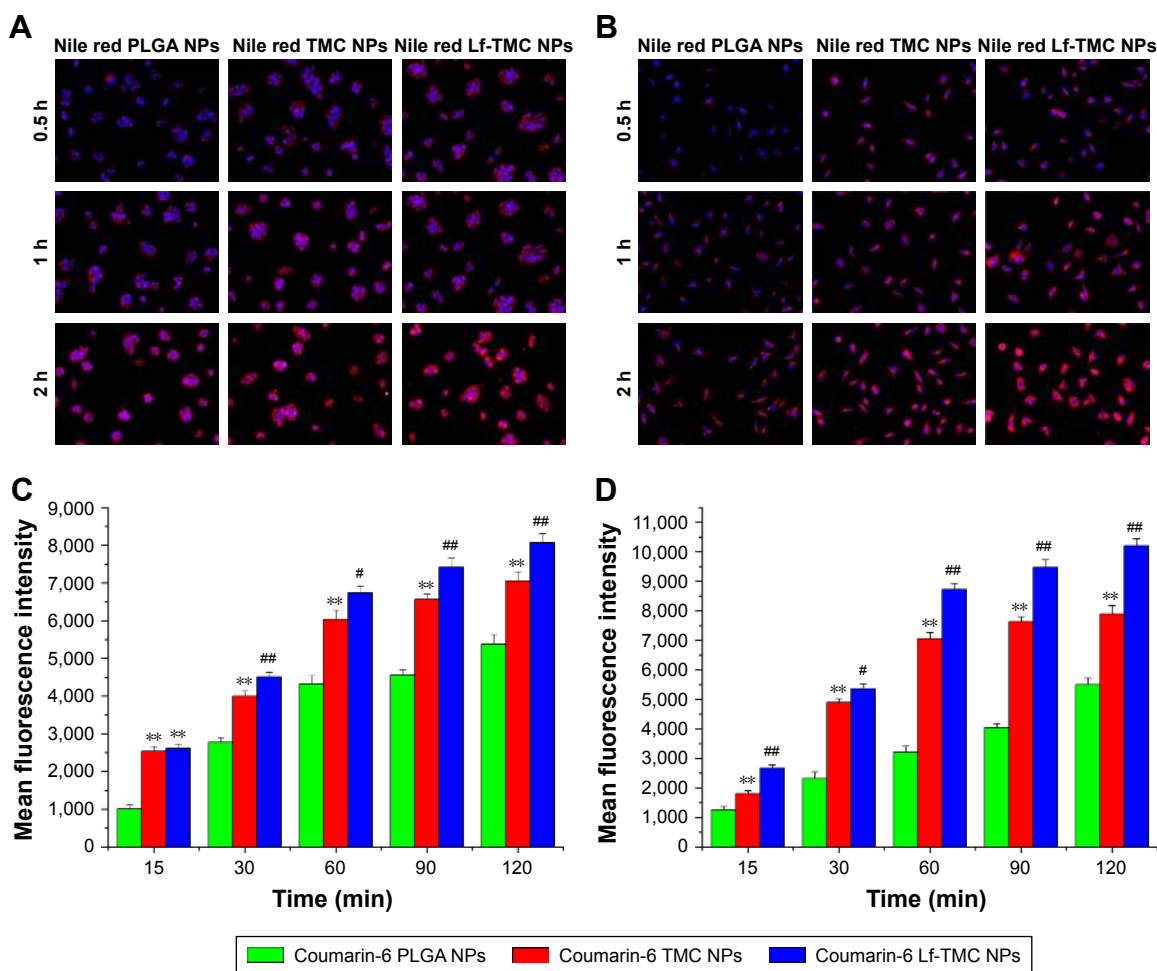 A
Nile red PLGA NPs Nile red TMC NPs Nile red Lf-TMC NPs
0.5 h
1 h
2 h
B
Nile red PLGA NPs Nile red TMC NPs Nile red Lf-TMC NPs
0.5 h
1 h
2 h
C
Mean fluorescence intensity
9,000
8,000
7,000
6,000
5,000
4,000
3,000
2,000
1,000
0
** **
** ##
** #
** ##
** ##
15 30 60 90 120
Time (min)
D
Mean fluorescence intensity
11,000
10,000
9,000
8,000
7,000
6,000
5,000
4,000
3,000
2,000
1,000
0
** ##
** #
** ##
** ##
** ##
15 30 60 90 120
Time (min)
Coumarin-6 PLGA NPs Coumarin-6 TMC NPs Coumarin-6 Lf-TMC NPs